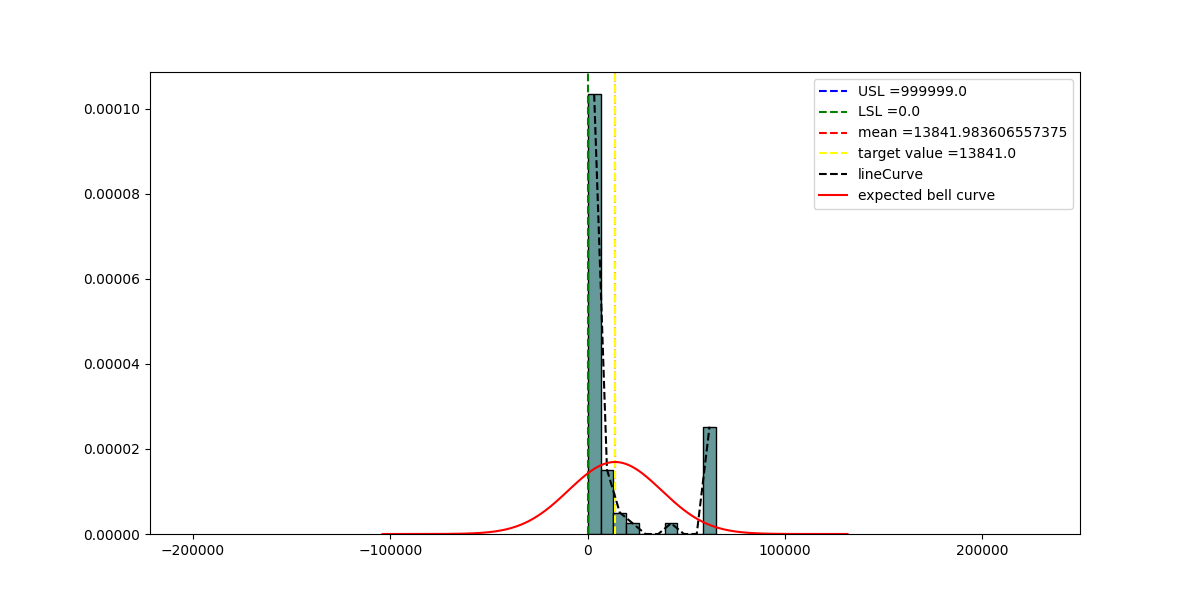 USL =999999.0
LSL =0.0
mean =13841.983606557375
target value =13841.0
lineCurve
expected bell curve
0.00010
0.00008
0.00006
0.00004
0.00002
0.00000
−200000 −100000 0 100000 200000